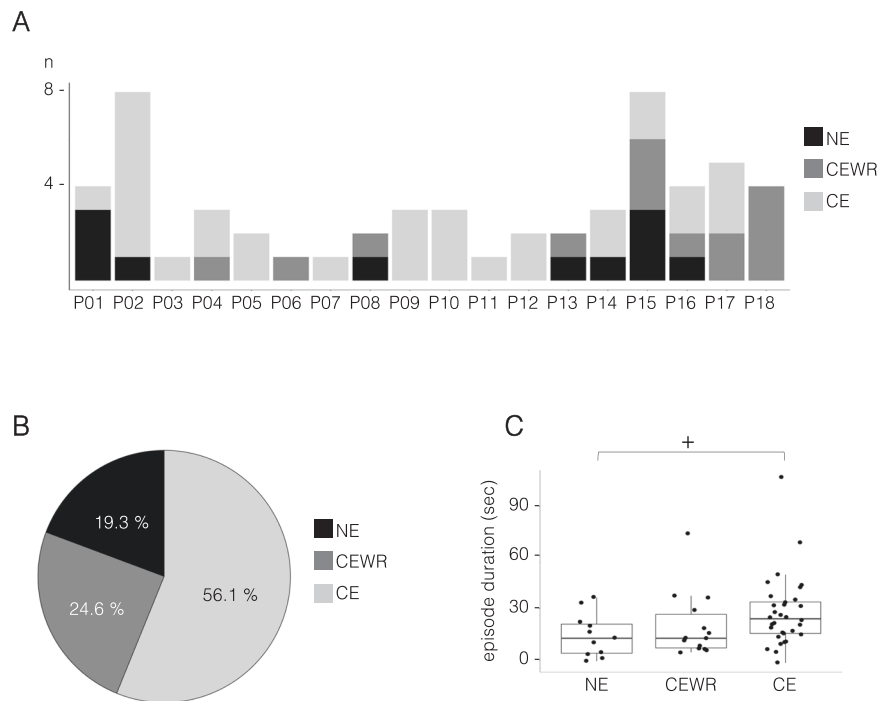 A
n
8
4
NE
CEWR
CE
P01 P02 P03 P04 P05 P06 P07 P08 P09 P10 P11 P12 P13 P14 P15 P16 P17 P18
B
19.3 %
24.6 %
56.1 %
NE
CEWR
CE
C
+
episode duration (sec)
90
60
30
0
NE CEWR CE